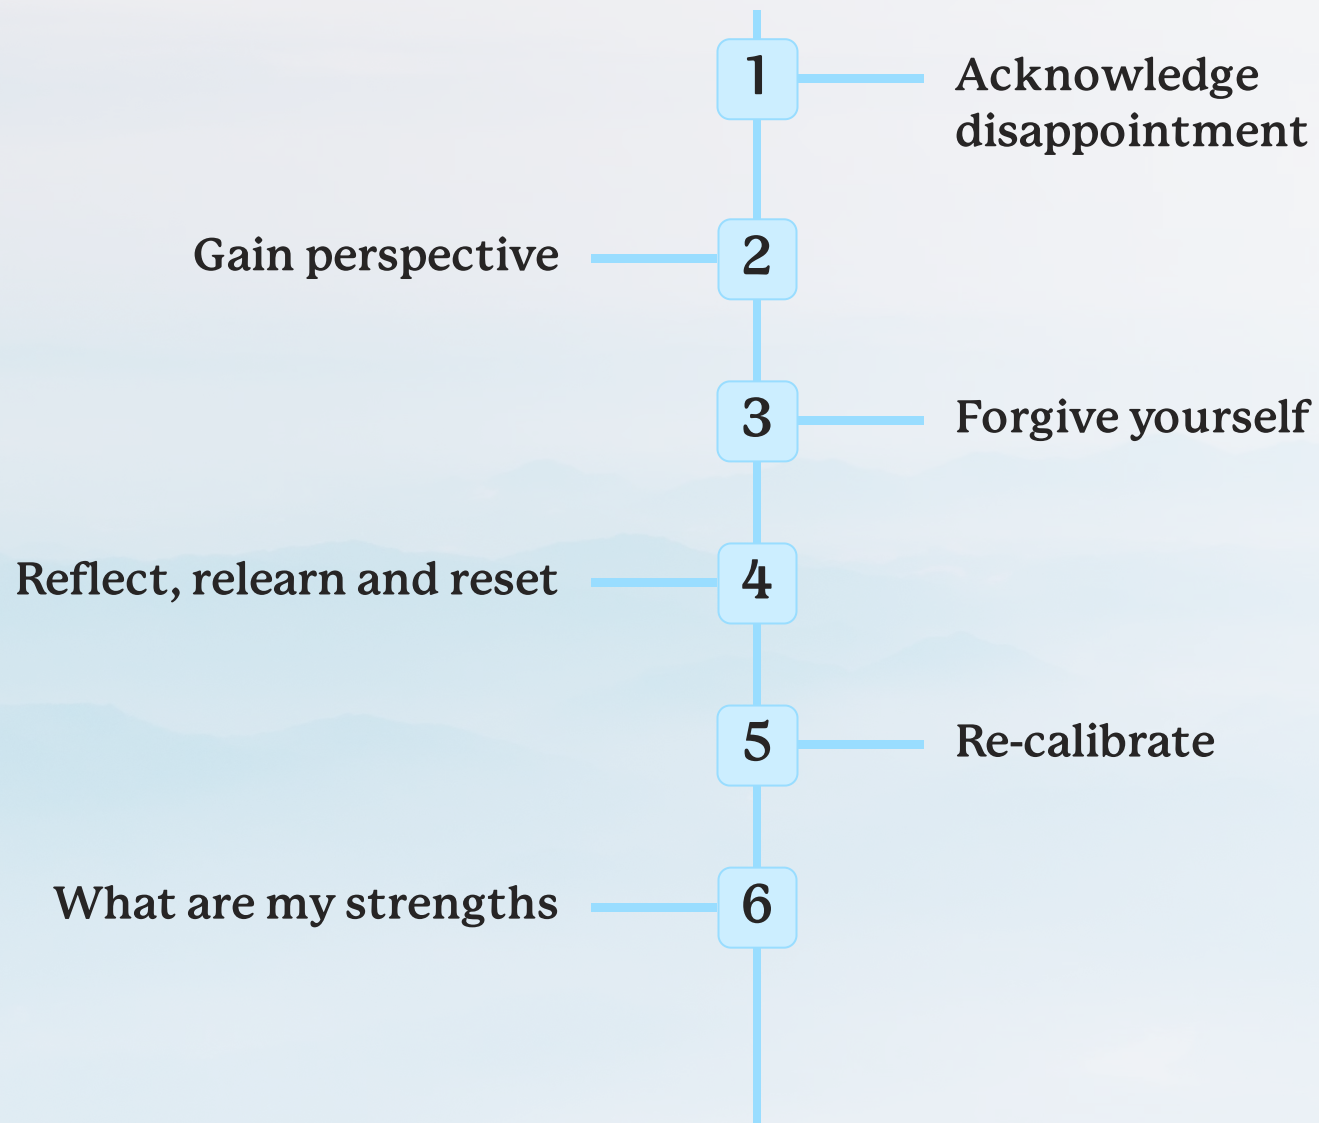 1
Acknowledge
disappointment
Gain perspective
2
3
Forgive yourself
Reflect, relearn and reset
4
5
Re-calibrate
What are my strengths
6